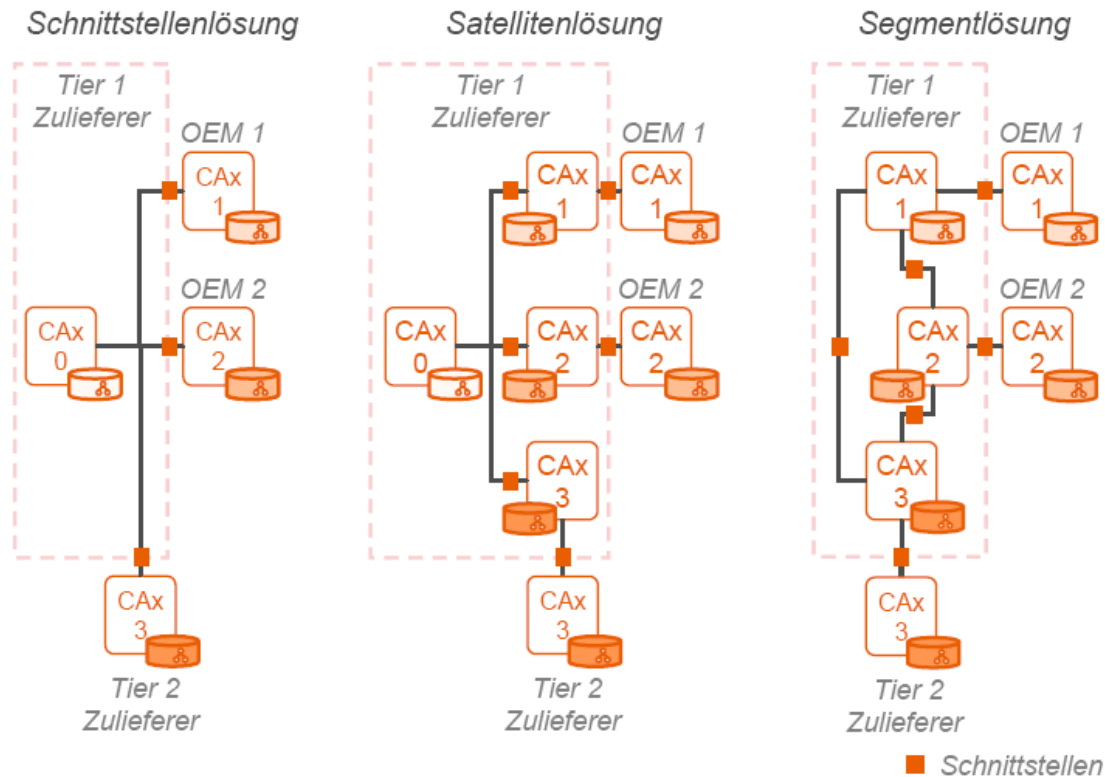 Schnittstellenlösung
Tier 1
Zulieferer
OEM 1
CAx
1
OEM 2
CAx
0
CAx
2
CAx
3
Tier 2
Zulieferer
Satellitenlösung
Tier 1
Zulieferer
OEM 1
CAx
1
CAx
1
OEM 2
CAx
0
CAx
2
CAx
2
CAx
3
CAx
3
Tier 2
Zulieferer
Segmentlösung
Tier 1
Zulieferer
OEM 1
CAx
1
CAx
1
OEM 2
CAx
2
CAx
2
CAx
3
CAx
3
Tier 2
Zulieferer
Schnittstellen